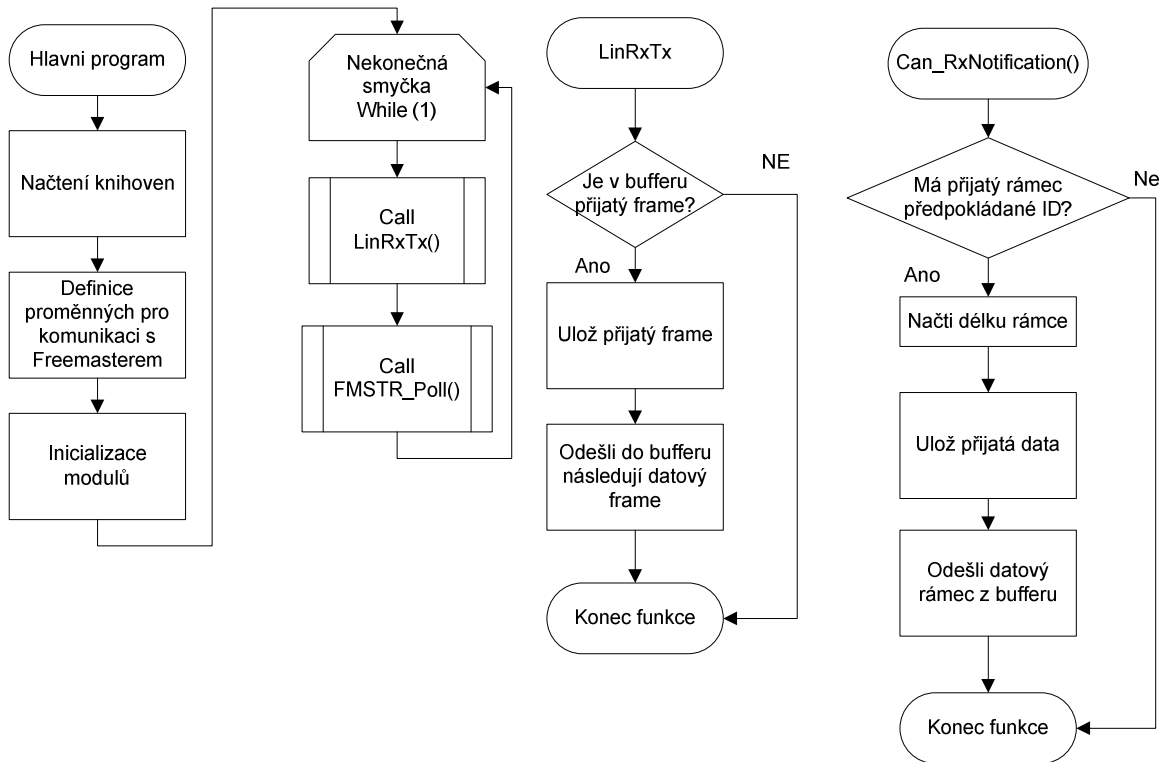 Hlavni program
Načtení knihoven
Definice
proměnných pro
komunikaci s
Freemasterem
Inicializace
modulů
Nekonečná
smyčka
While (1)
Call
LinRxTx()
Call
FMSTR_Poll()
LinRxTx
Je v bufferu
přijatý frame?
NE
Ano
Ulož přijatý frame
Odešli do bufferu
následují datový
frame
Konec funkce
Can_RxNotification()
Má přijatý rámec
předpokládané ID?
Ne
Ano
Načti délku rámce
Ulož přijatá data
Odešli datový
rámec z bufferu
Konec funkce